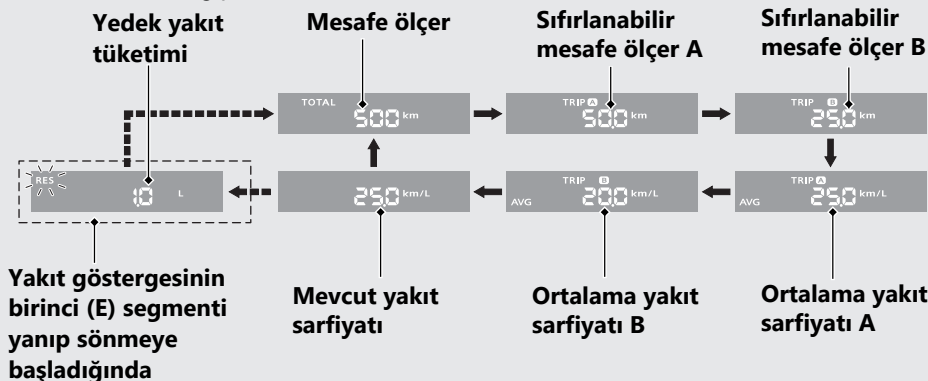 Yedek yakıt
tüketimi
Mesafe ölçer
Sıfırlanabilir
mesafe ölçer A
Sıfırlanabilir
mesafe ölçer B
TOTAL
500 km
TRIP A
50.0 km
TRIP B
25.0 km
RES
1.0 L
25.0 km/L
TRIP B
AVG 20.0 km/L
TRIP A
AVG 25.0 km/L
Yakıt göstergesinin
birinci (E) segmenti
yanıp sönmeye
başladığında
Mevcut yakıt
sarfiyatı
Ortalama yakıt
sarfiyatı B
Ortalama yakıt
sarfiyatı A